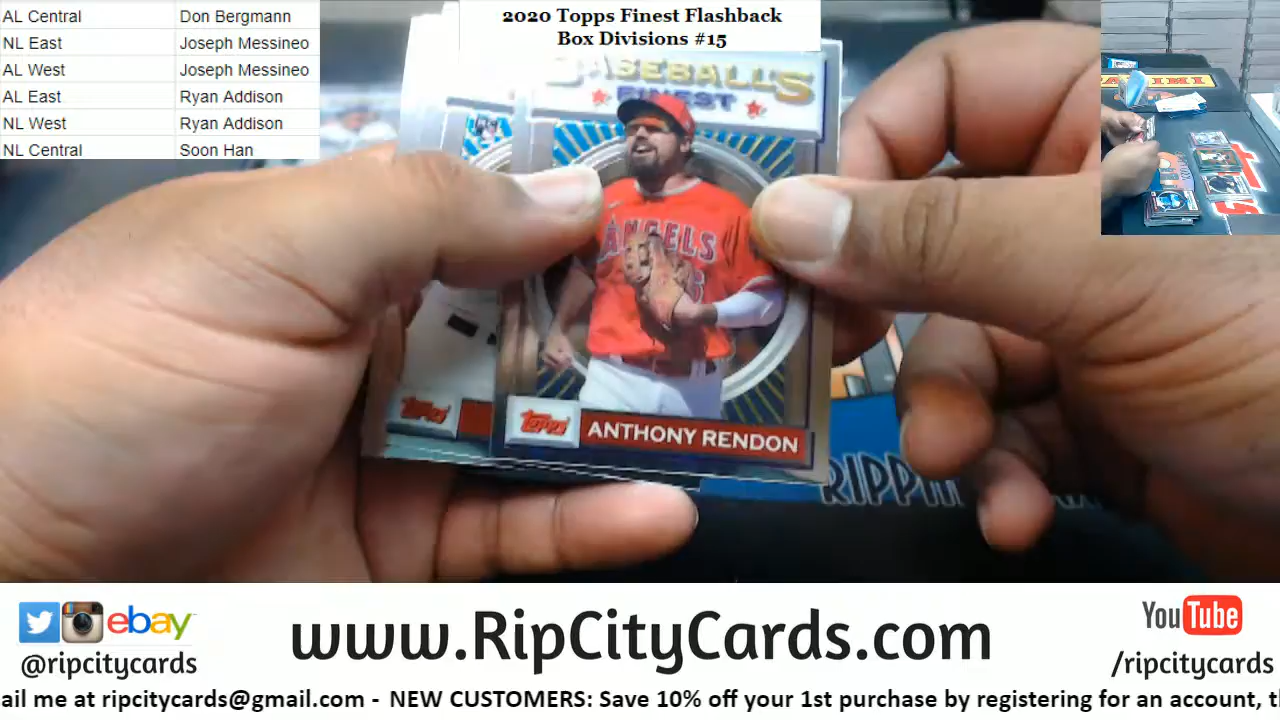 AL Central Don Bergmann
NL East Joseph Messineo
AL West Joseph Messineo
AL East Ryan Addison
NL West Ryan Addison
NL Central Soon Han
2020 Topps Finest Flashback
Box Divisions #15
PANINI
BASEBALL'S
FINEST
ANGELS
Topps
Topps ANTHONY RENDON
ebay
@ripcitycards
www.RipCityCards.com
YouTube
/ripcitycards
ail me at ripcitycards@gmail.com - NEW CUSTOMERS: Save 10% off your 1st purchase by registering for an account, t